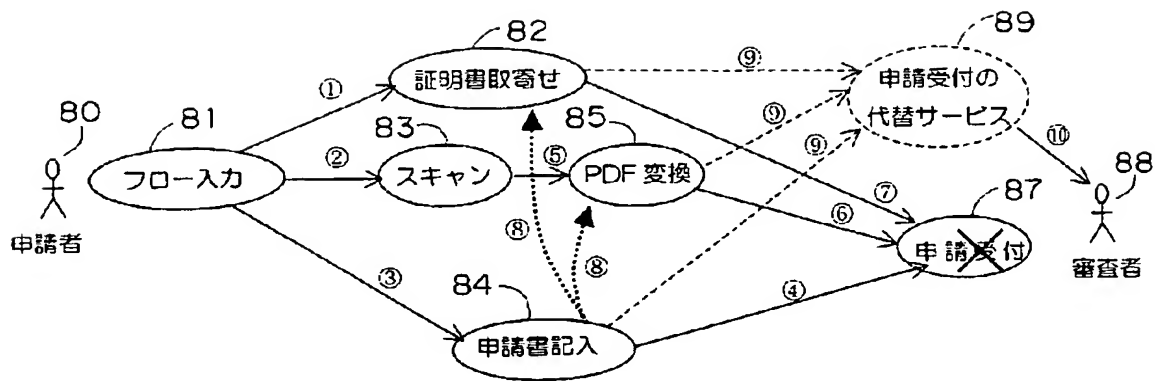 82
89
証明書取寄せ
⑨
申請受付の
代替サービス
①
80
81
83
85
⑨
⑨
⑩
88
フロー入力
②
スキャン
⑤
PDF 変換
⑦
87
申請者
⑧
⑧
⑥
申請受付
審査者
③
84
④
申請書記入